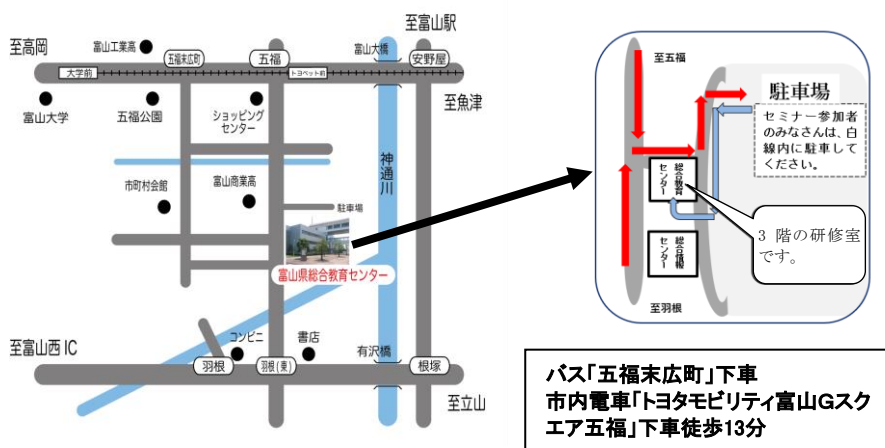 至富山駅
至高岡
富山工業高
五福末広町
五福
富山大橋
安野屋
大学前
トヨペット前
至魚津
富山大学
五福公園
ショッピング
センター
神通川
市町村会館
富山商業高
駐車場
富山県総合教育センター
至富山西IC
コンビニ
書店
有沢橋
羽根
羽根(東)
根塚
至立山
至五福
駐車場
セミナー参加者
のみなさんは、白
線内に駐車して
ください。
総合教育
センター
3 階の研修室
です。
総合情報
センター
至羽根
バス「五福末広町」下車
市内電車「トヨタモビリティ富山Gスク
エア五福」下車徒歩13分